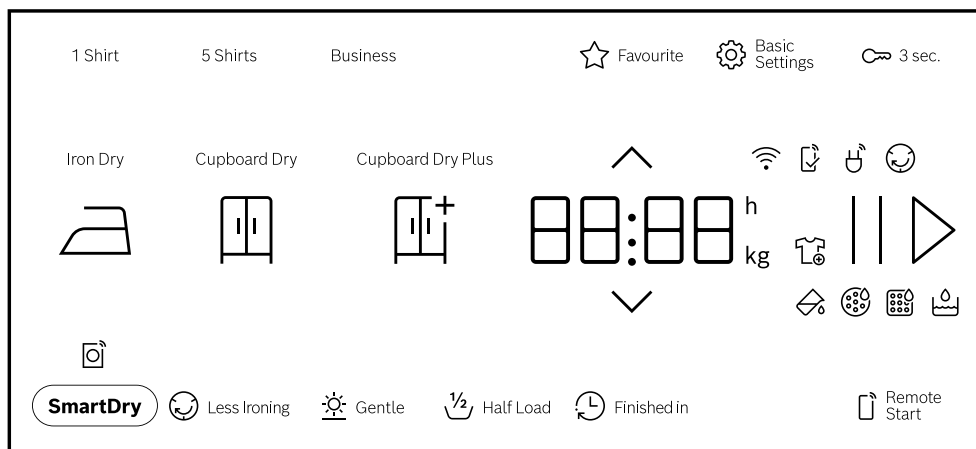 1 Shirt
5 Shirts
Business
Favourite
Basic
Settings
3 sec.
Iron Dry
Cupboard Dry
Cupboard Dry Plus
88:88
h
kg
SmartDry
Less Ironing
Gentle
½
Half Load
Finished in
Remote
Start